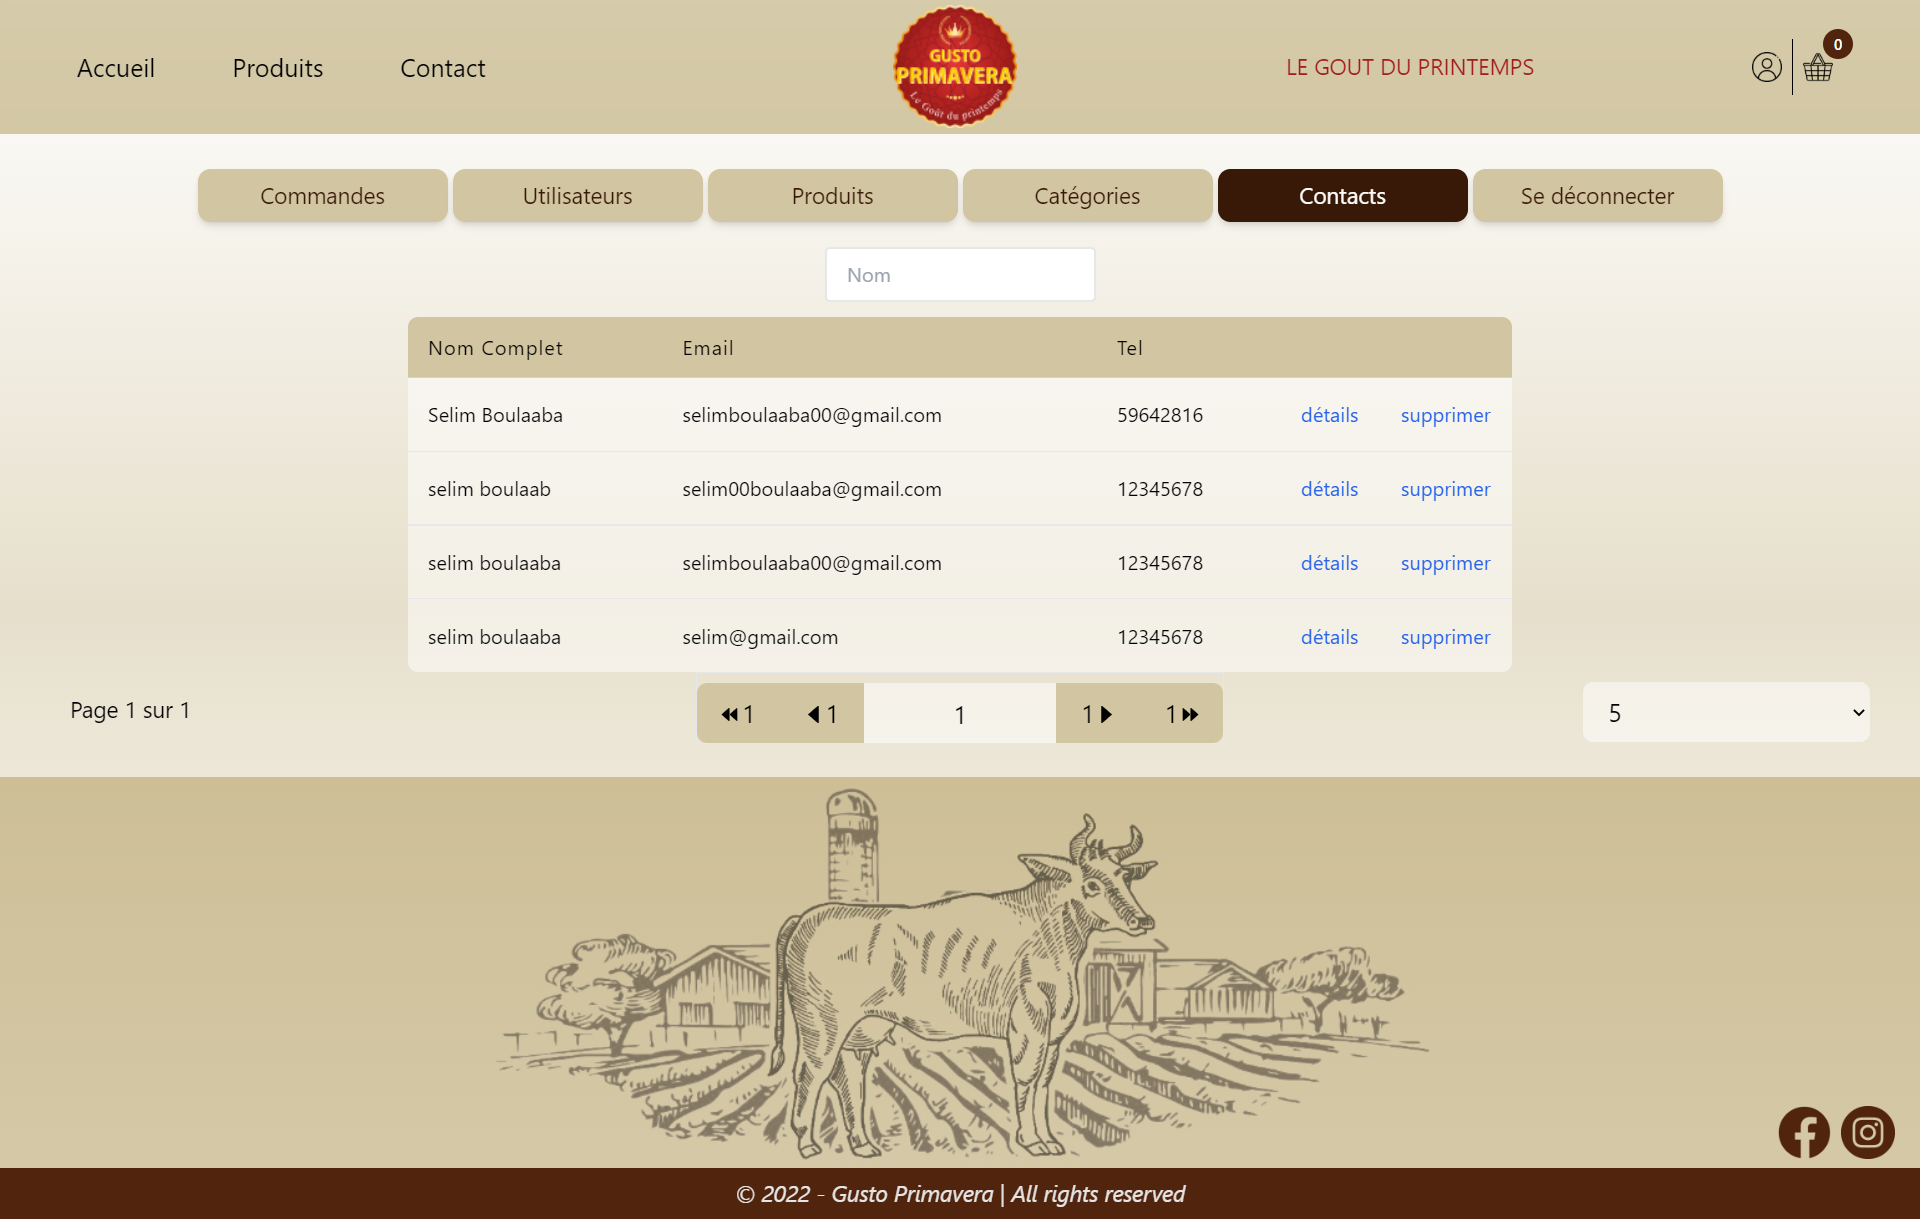 Accueil Produits Contact
GUSTO
PRIMAVERA
Le Goût du printemps
LE GOUT DU PRINTEMPS
0
Commandes Utilisateurs Produits Catégories Contacts Se déconnecter
Nom
Nom Complet Email Tel
Selim Boulaaba selimboulaaba00@gmail.com 59642816 détails supprimer
selim boulaab selim00boulaaba@gmail.com 12345678 détails supprimer
selim boulaaba selimboulaaba00@gmail.com 12345678 détails supprimer
selim boulaaba selim@gmail.com 12345678 détails supprimer
Page 1 sur 1 1 1 1 1 1 5
© 2022 - Gusto Primavera | All rights reserved